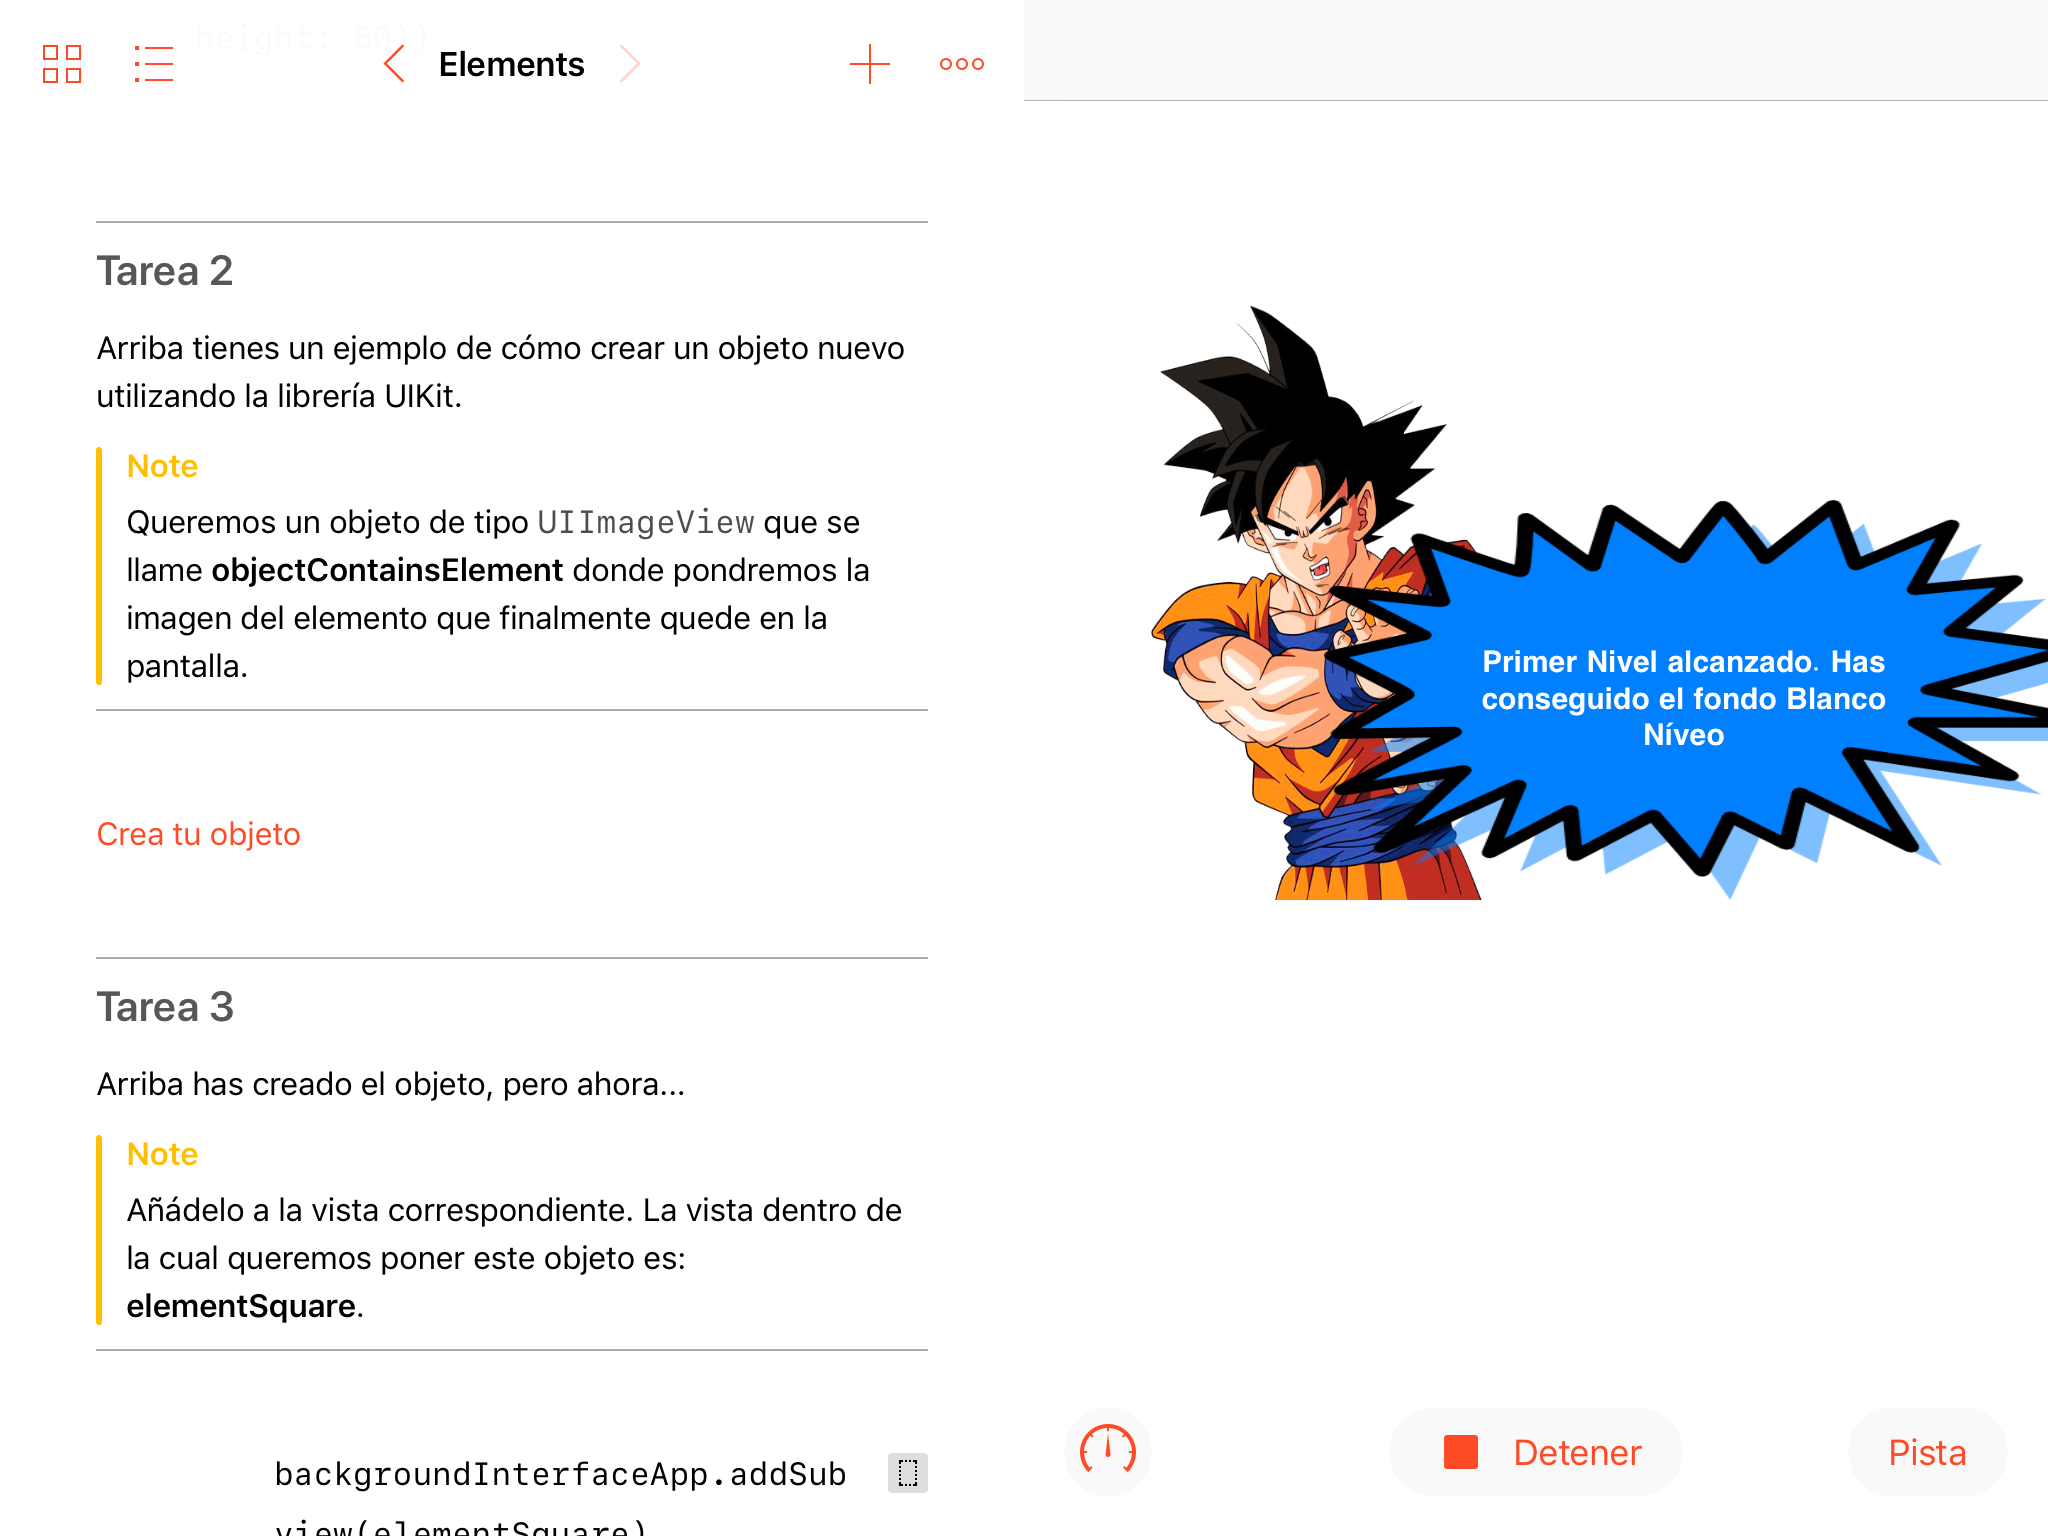 height: 50))
Elements
Tarea 2
Arriba tienes un ejemplo de cómo crear un objeto nuevo
utilizando la librería UIKit.
Note
Queremos un objeto de tipo UIImageView que se
llame objectContainsElement donde pondremos la
imagen del elemento que finalmente quede en la
pantalla.
Crea tu objeto
Tarea 3
Arriba has creado el objeto, pero ahora...
Note
Añádelo a la vista correspondiente. La vista dentro de
la cual queremos poner este objeto es:
elementSquare.
backgroundInterfaceApp.addSub
view(elementSquare)
Primer Nivel alcanzado. Has
conseguido el fondo Blanco
Níveo
Detener
Pista